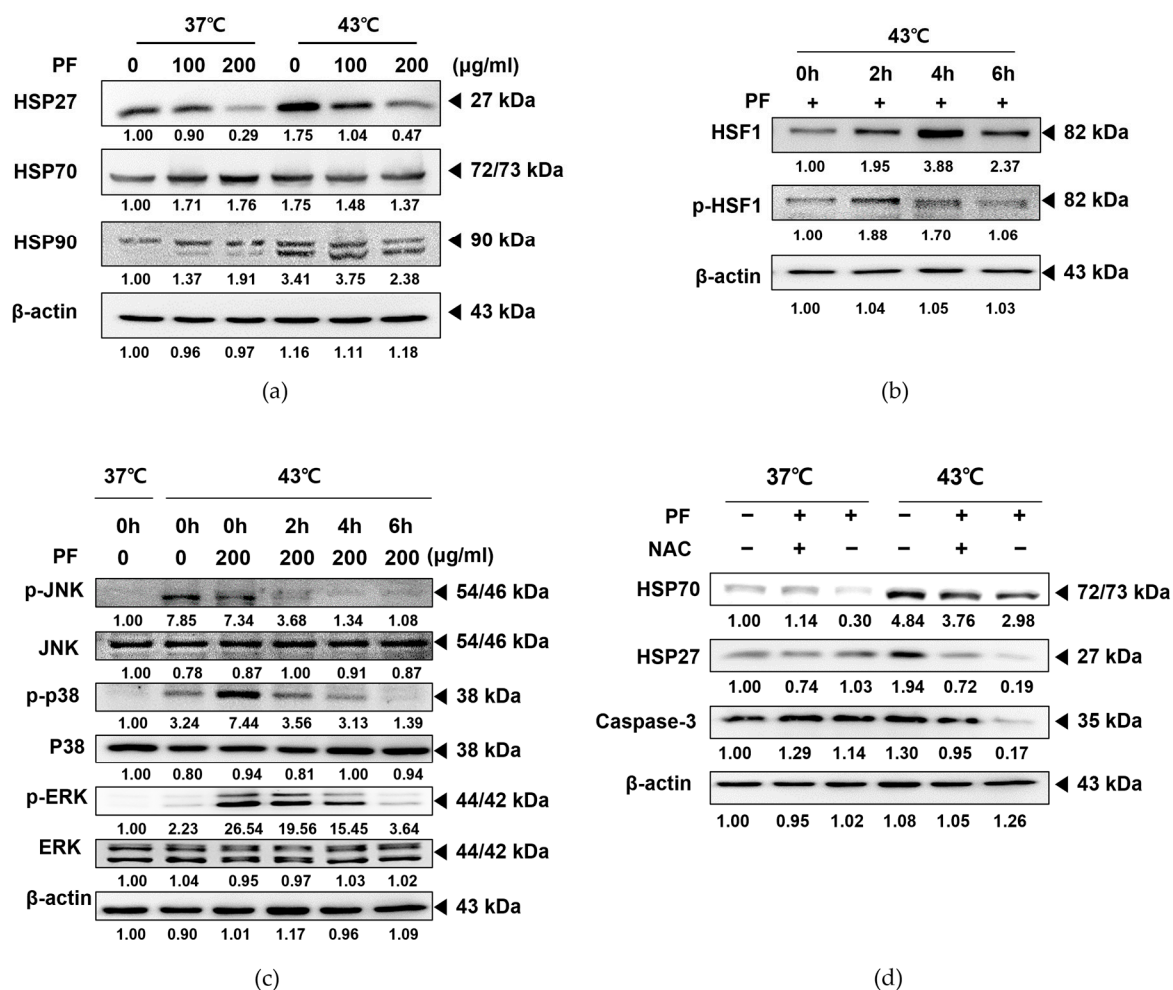 37℃ 43℃
PF 0 100 200 0 100 200 (µg/ml)
HSP27 27 kDa
1.00 0.90 0.29 1.75 1.04 0.47
HSP70 72/73 kDa
1.00 1.71 1.76 1.75 1.48 1.37
HSP90 90 kDa
1.00 1.37 1.91 3.41 3.75 2.38
β-actin 43 kDa
1.00 0.96 0.97 1.16 1.11 1.18
(a)
43℃
0h 2h 4h 6h
PF + + + +
HSF1 82 kDa
1.00 1.95 3.88 2.37
p-HSF1 82 kDa
1.00 1.88 1.70 1.06
β-actin 43 kDa
1.00 1.04 1.05 1.03
(b)
37℃ 43℃
0h 0h 0h 2h 4h 6h
PF 0 0 200 200 200 200 (µg/ml)
p-JNK 54/46 kDa
1.00 7.85 7.34 3.68 1.34 1.08
JNK 54/46 kDa
1.00 0.78 0.87 1.00 0.91 0.87
p-p38 38 kDa
1.00 3.24 7.44 3.56 3.13 1.39
P38 38 kDa
1.00 0.80 0.94 0.81 1.00 0.94
p-ERK 44/42 kDa
1.00 2.23 26.54 19.56 15.45 3.64
ERK 44/42 kDa
1.00 1.04 0.95 0.97 1.03 1.02
β-actin 43 kDa
1.00 0.90 1.01 1.17 0.96 1.09
(c)
37℃ 43℃
PF − + + − + +
NAC − + − − + −
HSP70 72/73 kDa
1.00 1.14 0.30 4.84 3.76 2.98
HSP27 27 kDa
1.00 0.74 1.03 1.94 0.72 0.19
Caspase-3 35 kDa
1.00 1.29 1.14 1.30 0.95 0.17
β-actin 43 kDa
1.00 0.95 1.02 1.08 1.05 1.26
(d)